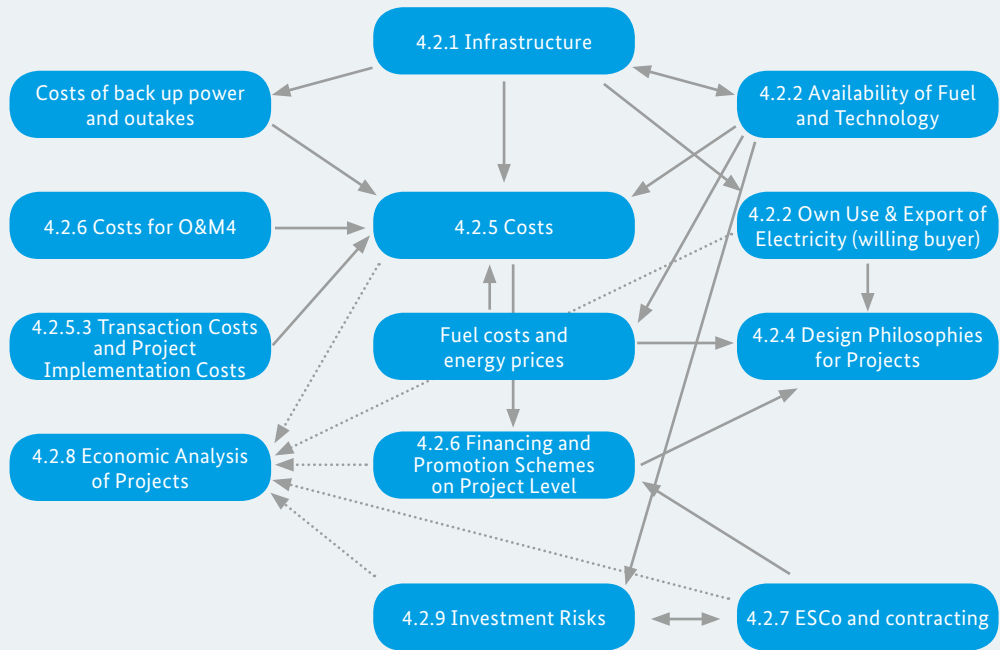 4.2.1 Infrastructure
Costs of back up power
and outakes
4.2.2 Availability of Fuel
and Technology
4.2.6 Costs for O&M4
4.2.5 Costs
4.2.2 Own Use & Export of
Electricity (willing buyer)
4.2.5.3 Transaction Costs
and Project
Implementation Costs
Fuel costs and
energy prices
4.2.4 Design Philosophies
for Projects
4.2.8 Economic Analysis
of Projects
4.2.6 Financing and
Promotion Schemes
on Project Level
4.2.9 Investment Risks
4.2.7 ESCo and contracting